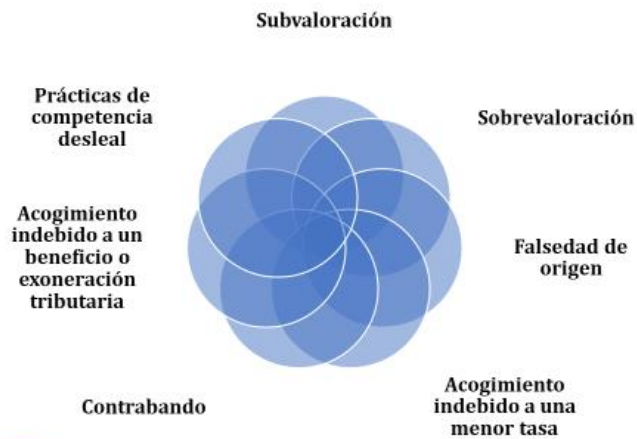 Subvaloración
Prácticas de
competencia
desleal
Sobrevaloración
Acogimiento
indebido a un
beneficio o
exoneración
tributaria
Falsedad de
origen
Contrabando
Acogimiento
indebido a una
menor tasa